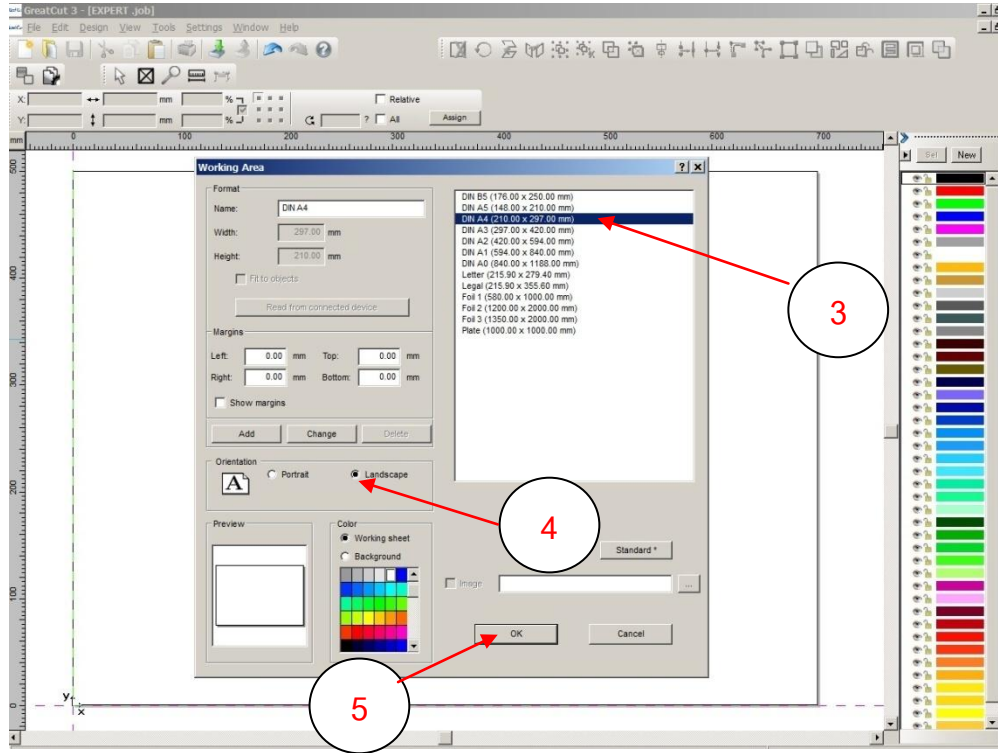 GreatCut 3 - [EXPERT .job]
File Edit Design View Tools Settings Window Help
X: mm % Relative
Y: mm % ? All Assign
mm 0 100 200 300 400 500 600 700
Sel New
500
400
300
200
100
0
Y
X
Working Area ? X
Format
Name: DIN A4
Width: 297.00 mm
Height: 210.00 mm
Fit to objects
Read from connected device
Margins
Left: 0.00 mm Top: 0.00 mm
Right: 0.00 mm Bottom: 0.00 mm
Show margins
Add Change Delete
Orientation
A Portrait Landscape
Preview
Color
Working sheet
Background
DIN B5 (176.00 x 250.00 mm)
DIN A5 (148.00 x 210.00 mm)
DIN A4 (210.00 x 297.00 mm)
DIN A3 (297.00 x 420.00 mm)
DIN A2 (420.00 x 594.00 mm)
DIN A1 (594.00 x 840.00 mm)
DIN A0 (840.00 x 1188.00 mm)
Letter (215.90 x 279.40 mm)
Legal (215.90 x 355.60 mm)
Foil 1 (580.00 x 1000.00 mm)
Foil 2 (1200.00 x 2000.00 mm)
Foil 3 (1350.00 x 2000.00 mm)
Plate (1000.00 x 1000.00 mm)
Standard *
Image ...
OK Cancel
3
4
5